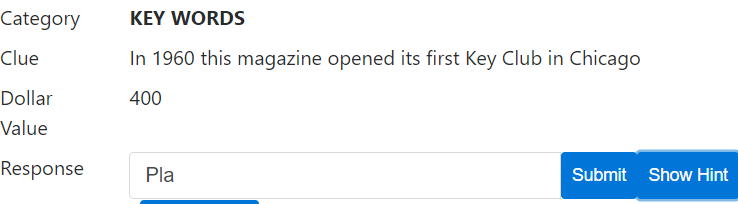 Category KEY WORDS
Clue In 1960 this magazine opened its first Key Club in Chicago
Dollar 400
Value
Response Pla Submit Show Hint